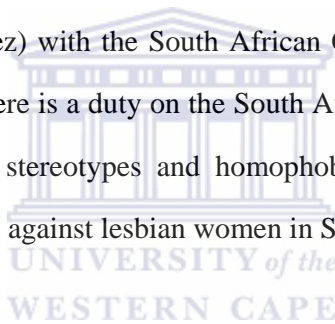 ez) with the South African C
ere is a duty on the South Af
stereotypes and homophob
against lesbian women in S
UNIVERSITY of the
WESTERN CAPE